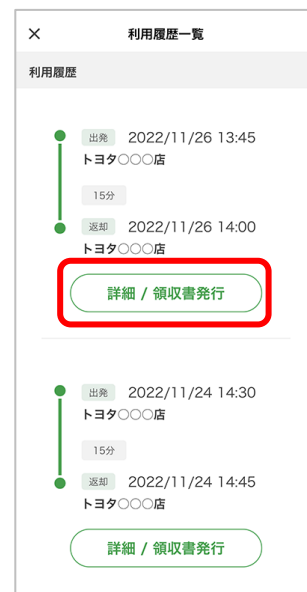 × 利用履歴一覧
利用履歴
出発 2022/11/26 13:45
トヨタ○○○店
15分
返却 2022/11/26 14:00
トヨタ○○○店
詳細 / 領収書発行
出発 2022/11/24 14:30
トヨタ○○○店
15分
返却 2022/11/24 14:45
トヨタ○○○店
詳細 / 領収書発行